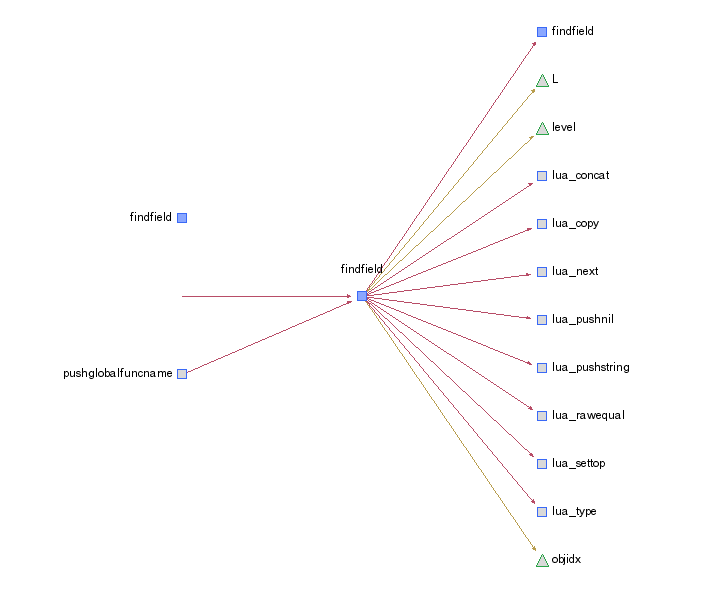 findfield
L
level
lua_concat
findfield
lua_copy
findfield
lua_next
lua_pushnil
pushglobalfuncname
lua_pushstring
lua_rawequal
lua_settop
lua_type
objidx